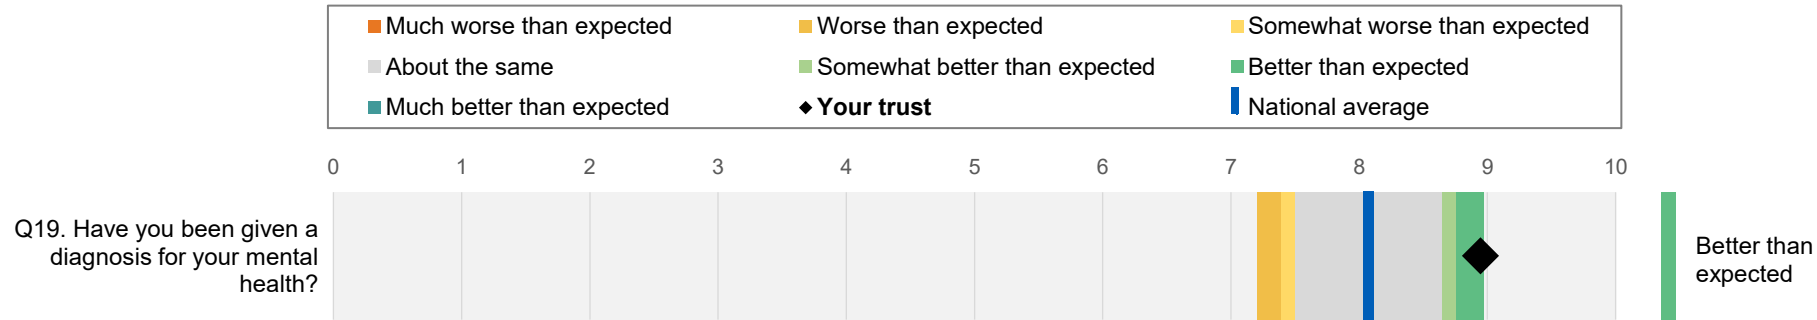 Much worse than expected
Worse than expected
Somewhat worse than expected
About the same
Somewhat better than expected
Better than expected
Much better than expected
Your trust
National average
0 1 2 3 4 5 6 7 8 9 10
Q19. Have you been given a
diagnosis for your mental
health?
Better than
expected